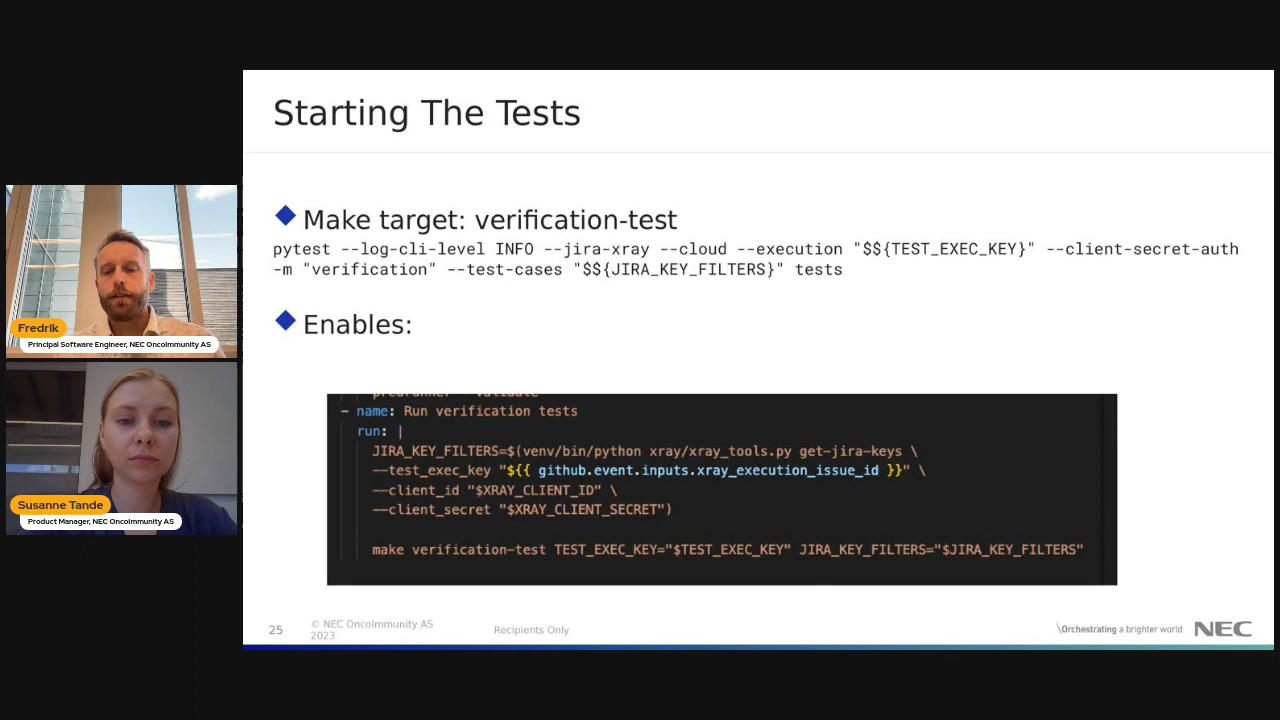 Starting The Tests
Make target: verification-test
pytest --log-cli-level INFO --jira-xray --cloud --execution "$${TEST_EXEC_KEY}" --client-secret-auth
-m "verification" --test-cases "$${JIRA_KEY_FILTERS}" tests
Enables:
- name: Run verification tests
run: |
JIRA_KEY_FILTERS=$(venv/bin/python xray/xray_tools.py get-jira-keys \
--test_exec_key "${{ github.event.inputs.xray_execution_issue_id }}" \
--client_id "$XRAY_CLIENT_ID" \
--client_secret "$XRAY_CLIENT_SECRET")
make verification-test TEST_EXEC_KEY="$TEST_EXEC_KEY" JIRA_KEY_FILTERS="$JIRA_KEY_FILTERS"
25
© NEC OncoImmunity AS
2023
Recipients Only
\Orchestrating a brighter world
NEC
Fredrik
Principal Software Engineer, NEC OncoImmunity AS
Susanne Tande
Product Manager, NEC OncoImmunity AS